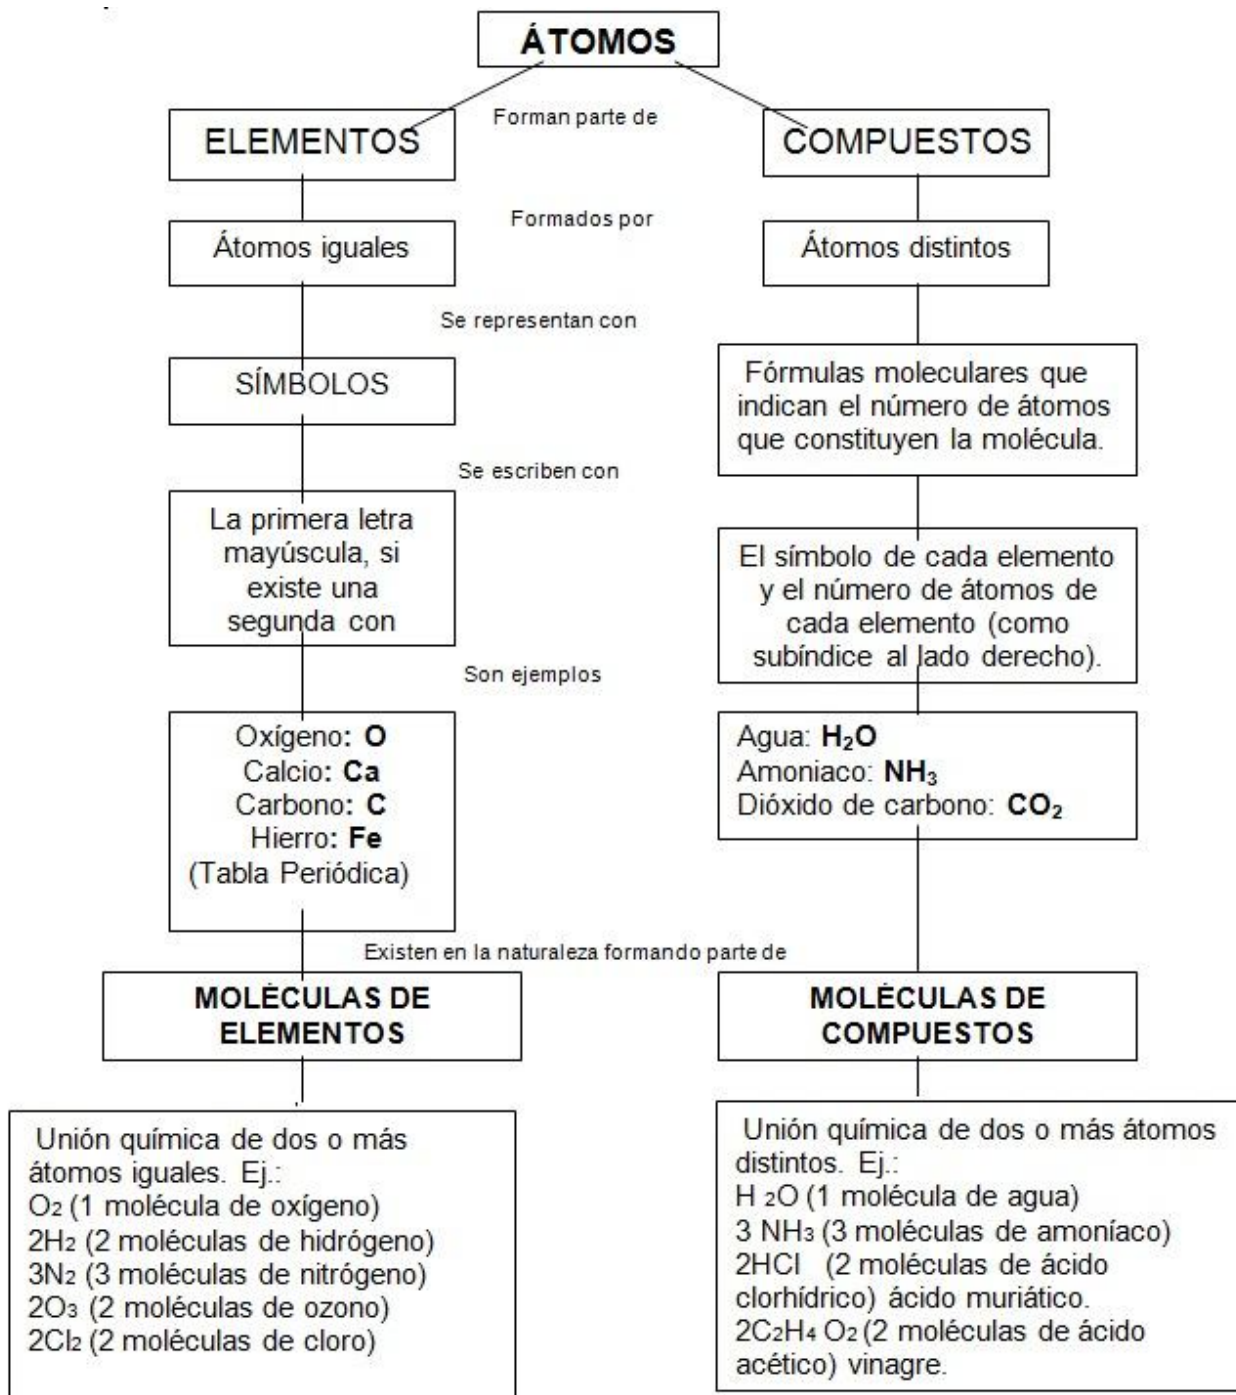 ÁTOMOS
Forman parte de
ELEMENTOS
COMPUESTOS
Formados por
Átomos iguales
Átomos distintos
Se representan con
SÍMBOLOS
Fórmulas moleculares que
indican el número de átomos
que constituyen la molécula.
Se escriben con
La primera letra
mayúscula, si
existe una
segunda con
El símbolo de cada elemento
y el número de átomos de
cada elemento (como
subíndice al lado derecho).
Son ejemplos
Oxígeno: O
Calcio: Ca
Carbono: C
Hierro: Fe
(Tabla Periódica)
Agua: H₂O
Amoniaco: NH₃
Dióxido de carbono: CO₂
Existen en la naturaleza formando parte de
MOLÉCULAS DE
ELEMENTOS
MOLÉCULAS DE
COMPUESTOS
Unión química de dos o más
átomos iguales. Ej.:
O₂ (1 molécula de oxígeno)
2H₂ (2 moléculas de hidrógeno)
3N₂ (3 moléculas de nitrógeno)
2O₃ (2 moléculas de ozono)
2Cl₂ (2 moléculas de cloro)
Unión química de dos o más átomos
distintos. Ej.:
H ₂O (1 molécula de agua)
3 NH₃ (3 moléculas de amoníaco)
2HCl (2 moléculas de ácido
clorhídrico) ácido muriático.
2C₂H₄ O₂ (2 moléculas de ácido
acético) vinagre.